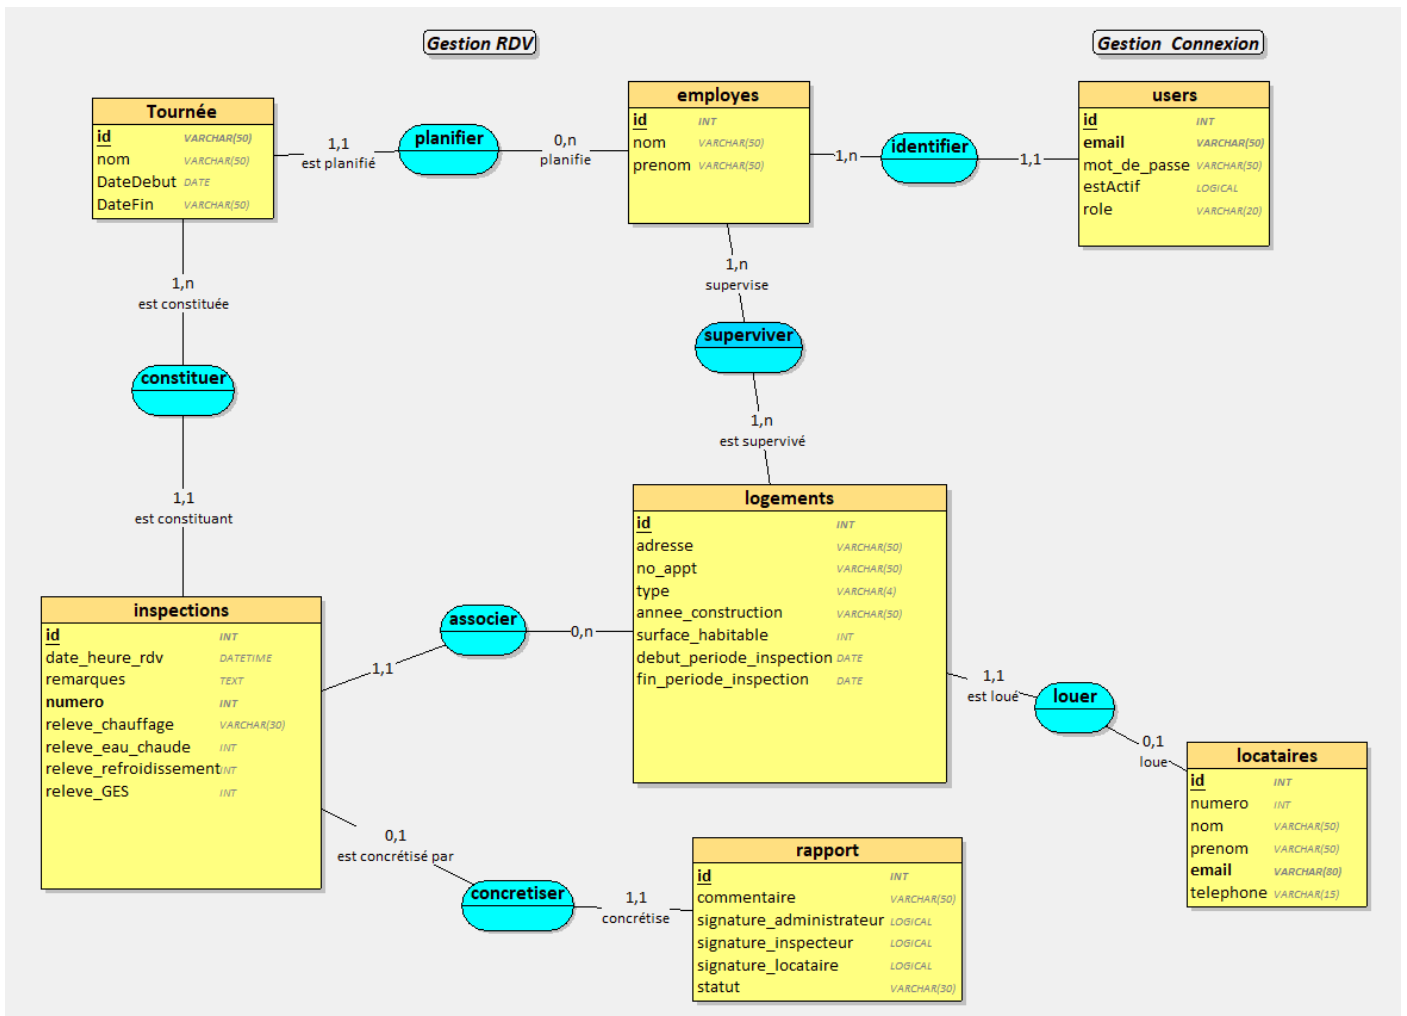 Gestion RDV
Gestion  Connexion
Tournée
id VARCHAR(50)
nom VARCHAR(50)
DateDebut DATE
DateFin VARCHAR(50)
1,1
est planifié
planifier
0,n
planifie
employes
id INT
nom VARCHAR(50)
prenom VARCHAR(50)
1,n
identifier
1,1
users
id INT
email VARCHAR(50)
mot_de_passe VARCHAR(50)
estActif LOGICAL
role VARCHAR(20)
1,n
est constituée
constituer
1,1
est constituant
1,n
supervise
superviver
1,n
est supervivé
logements
id INT
adresse VARCHAR(50)
no_appt VARCHAR(50)
type VARCHAR(4)
annee_construction VARCHAR(50)
surface_habitable INT
debut_periode_inspection DATE
fin_periode_inspection DATE
inspections
id INT
date_heure_rdv DATETIME
remarques TEXT
numero INT
releve_chauffage VARCHAR(30)
releve_eau_chaude INT
releve_refroidissement INT
releve_GES INT
associer
0,n
1,1
1,1
est loué
louer
0,1
loue
locataires
id INT
numero INT
nom VARCHAR(50)
prenom VARCHAR(50)
email VARCHAR(80)
telephone VARCHAR(15)
0,1
est concrétisé par
concretiser
1,1
concrétise
rapport
id INT
commentaire VARCHAR(50)
signature_administrateur LOGICAL
signature_inspecteur LOGICAL
signature_locataire LOGICAL
statut VARCHAR(30)